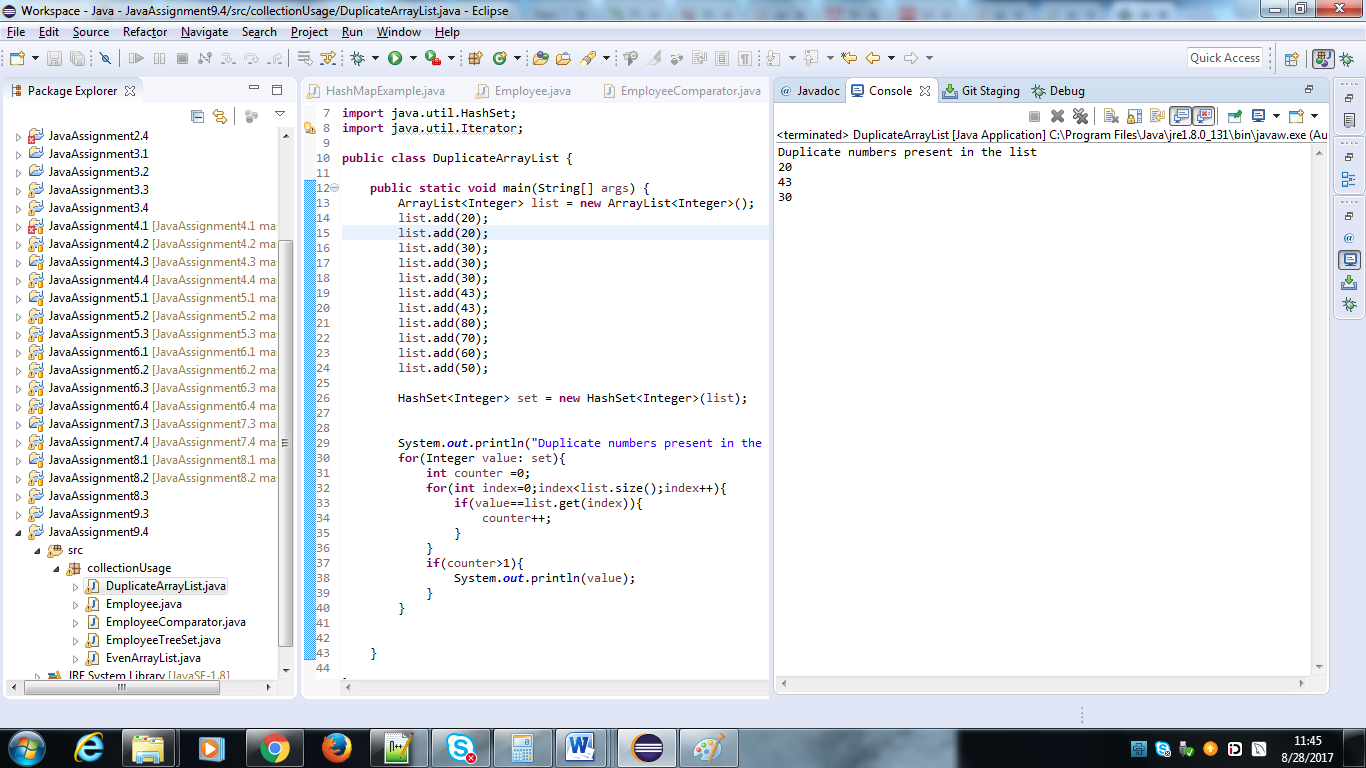 Workspace - Java - JavaAssignment9.4/src/collectionUsage/DuplicateArrayList.java - Eclipse
File Edit Source Refactor Navigate Search Project Run Window Help
Quick Access
Package Explorer
JavaAssignment2.4
JavaAssignment3.1
JavaAssignment3.2
JavaAssignment3.3
JavaAssignment3.4
JavaAssignment4.1 [JavaAssignment4.1 ma
JavaAssignment4.2 [JavaAssignment4.2 ma
JavaAssignment4.3 [JavaAssignment4.3 ma
JavaAssignment4.4 [JavaAssignment4.4 ma
JavaAssignment5.1 [JavaAssignment5.1 ma
JavaAssignment5.2 [JavaAssignment5.2 ma
JavaAssignment5.3 [JavaAssignment5.3 ma
JavaAssignment6.1 [JavaAssignment6.1 ma
JavaAssignment6.2 [JavaAssignment6.2 ma
JavaAssignment6.3 [JavaAssignment6.3 ma
JavaAssignment6.4 [JavaAssignment6.4 ma
JavaAssignment7.3 [JavaAssignment7.3 ma
JavaAssignment7.4 [JavaAssignment7.4 ma
JavaAssignment8.1 [JavaAssignment8.1 ma
JavaAssignment8.2 [JavaAssignment8.2 ma
JavaAssignment8.3
JavaAssignment9.3
JavaAssignment9.4
src
collectionUsage
DuplicateArrayList.java
Employee.java
EmployeeComparator.java
EmployeeTreeSet.java
EvenArrayList.java
JRE System Library [JavaSE-1.8]
HashMapExample.java Employee.java EmployeeComparator.java
7 import java.util.HashSet;
8 import java.util.Iterator;
9
10 public class DuplicateArrayList {
11
12 public static void main(String[] args) {
13 ArrayList<Integer> list = new ArrayList<Integer>();
14 list.add(20);
15 list.add(20);
16 list.add(30);
17 list.add(30);
18 list.add(30);
19 list.add(43);
20 list.add(43);
21 list.add(80);
22 list.add(70);
23 list.add(60);
24 list.add(50);
25
26 HashSet<Integer> set = new HashSet<Integer>(list);
27
28
29 System.out.println("Duplicate numbers present in the
30 for(Integer value: set){
31 int counter =0;
32 for(int index=0;index<list.size();index++){
33 if(value==list.get(index)){
34 counter++;
35 }
36 }
37 if(counter>1){
38 System.out.println(value);
39 }
40 }
41
42
43 }
44
Javadoc Console Git Staging Debug
<terminated> DuplicateArrayList [Java Application] C:\Program Files\Java\jre1.8.0_131\bin\javaw.exe (Au
Duplicate numbers present in the list
20
43
30
11:45
8/28/2017